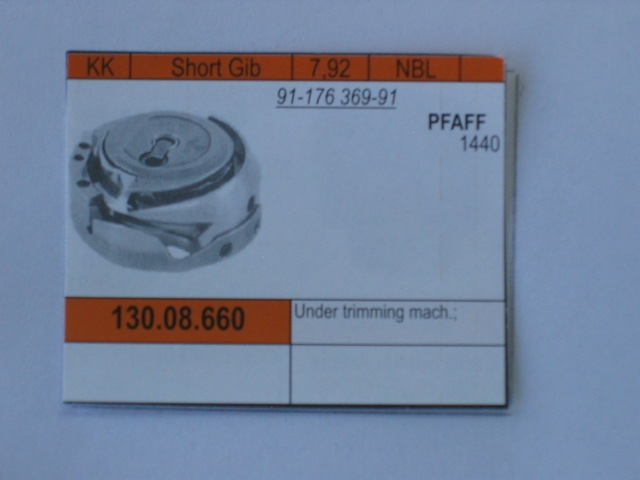 KK Short Gib 7,92 NBL
91-176 369-91
PFAFF
1440
130.08.660 Under trimming mach.;